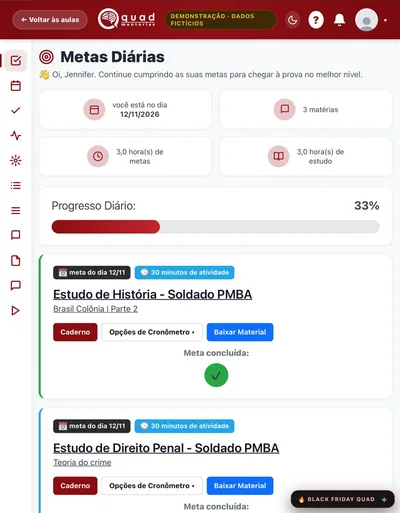 ← Voltar às aulas
quad
mentorias
DEMONSTRAÇÃO · DADOS
FICTÍCIOS
?
Metas Diárias
👋 Oi, Jennifer. Continue cumprindo as suas metas para chegar à prova no melhor nível.
você está no dia
12/11/2026
3 matérias
3,0 hora(s) de
metas
3,0 hora(s) de
estudo
Progresso Diário:
33%
meta do dia 12/11
30 minutos de atividade
Estudo de História - Soldado PMBA
Brasil Colônia | Parte 2
Caderno
Opções de Cronômetro
Baixar Material
Meta concluída:
meta do dia 12/11
30 minutos de atividade
Estudo de Direito Penal - Soldado PMBA
Teoria do crime
Caderno
Opções de Cronômetro
Baixar Material
Meta concluída:
🔥 BLACK FRIDAY QUAD +